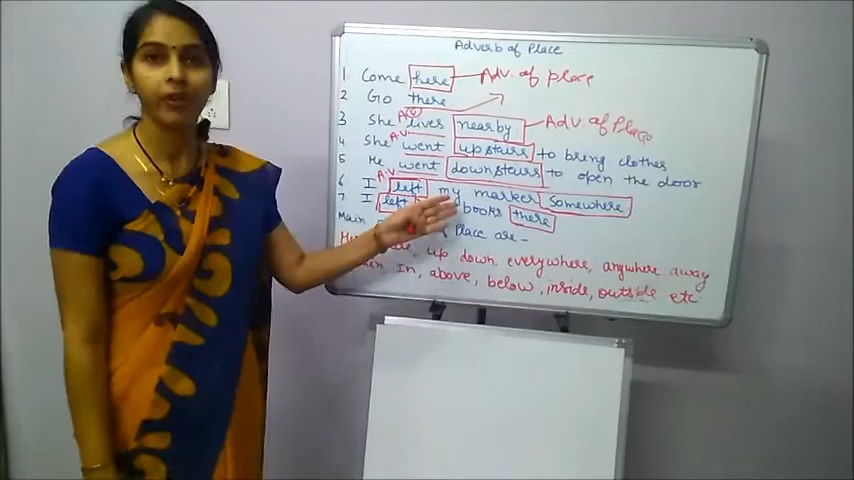 Adverb of Place
1 Come here Adv. of place
2 Go there
3 She lives nearby Adv. of Place
4 She went upstairs to bring clothes
5 He went downstairs to open the door
6 I left my marker somewhere
7 I left books there
Main Place are -
up, down, everywhere, anywhere away
In, above, below, inside, outside etc